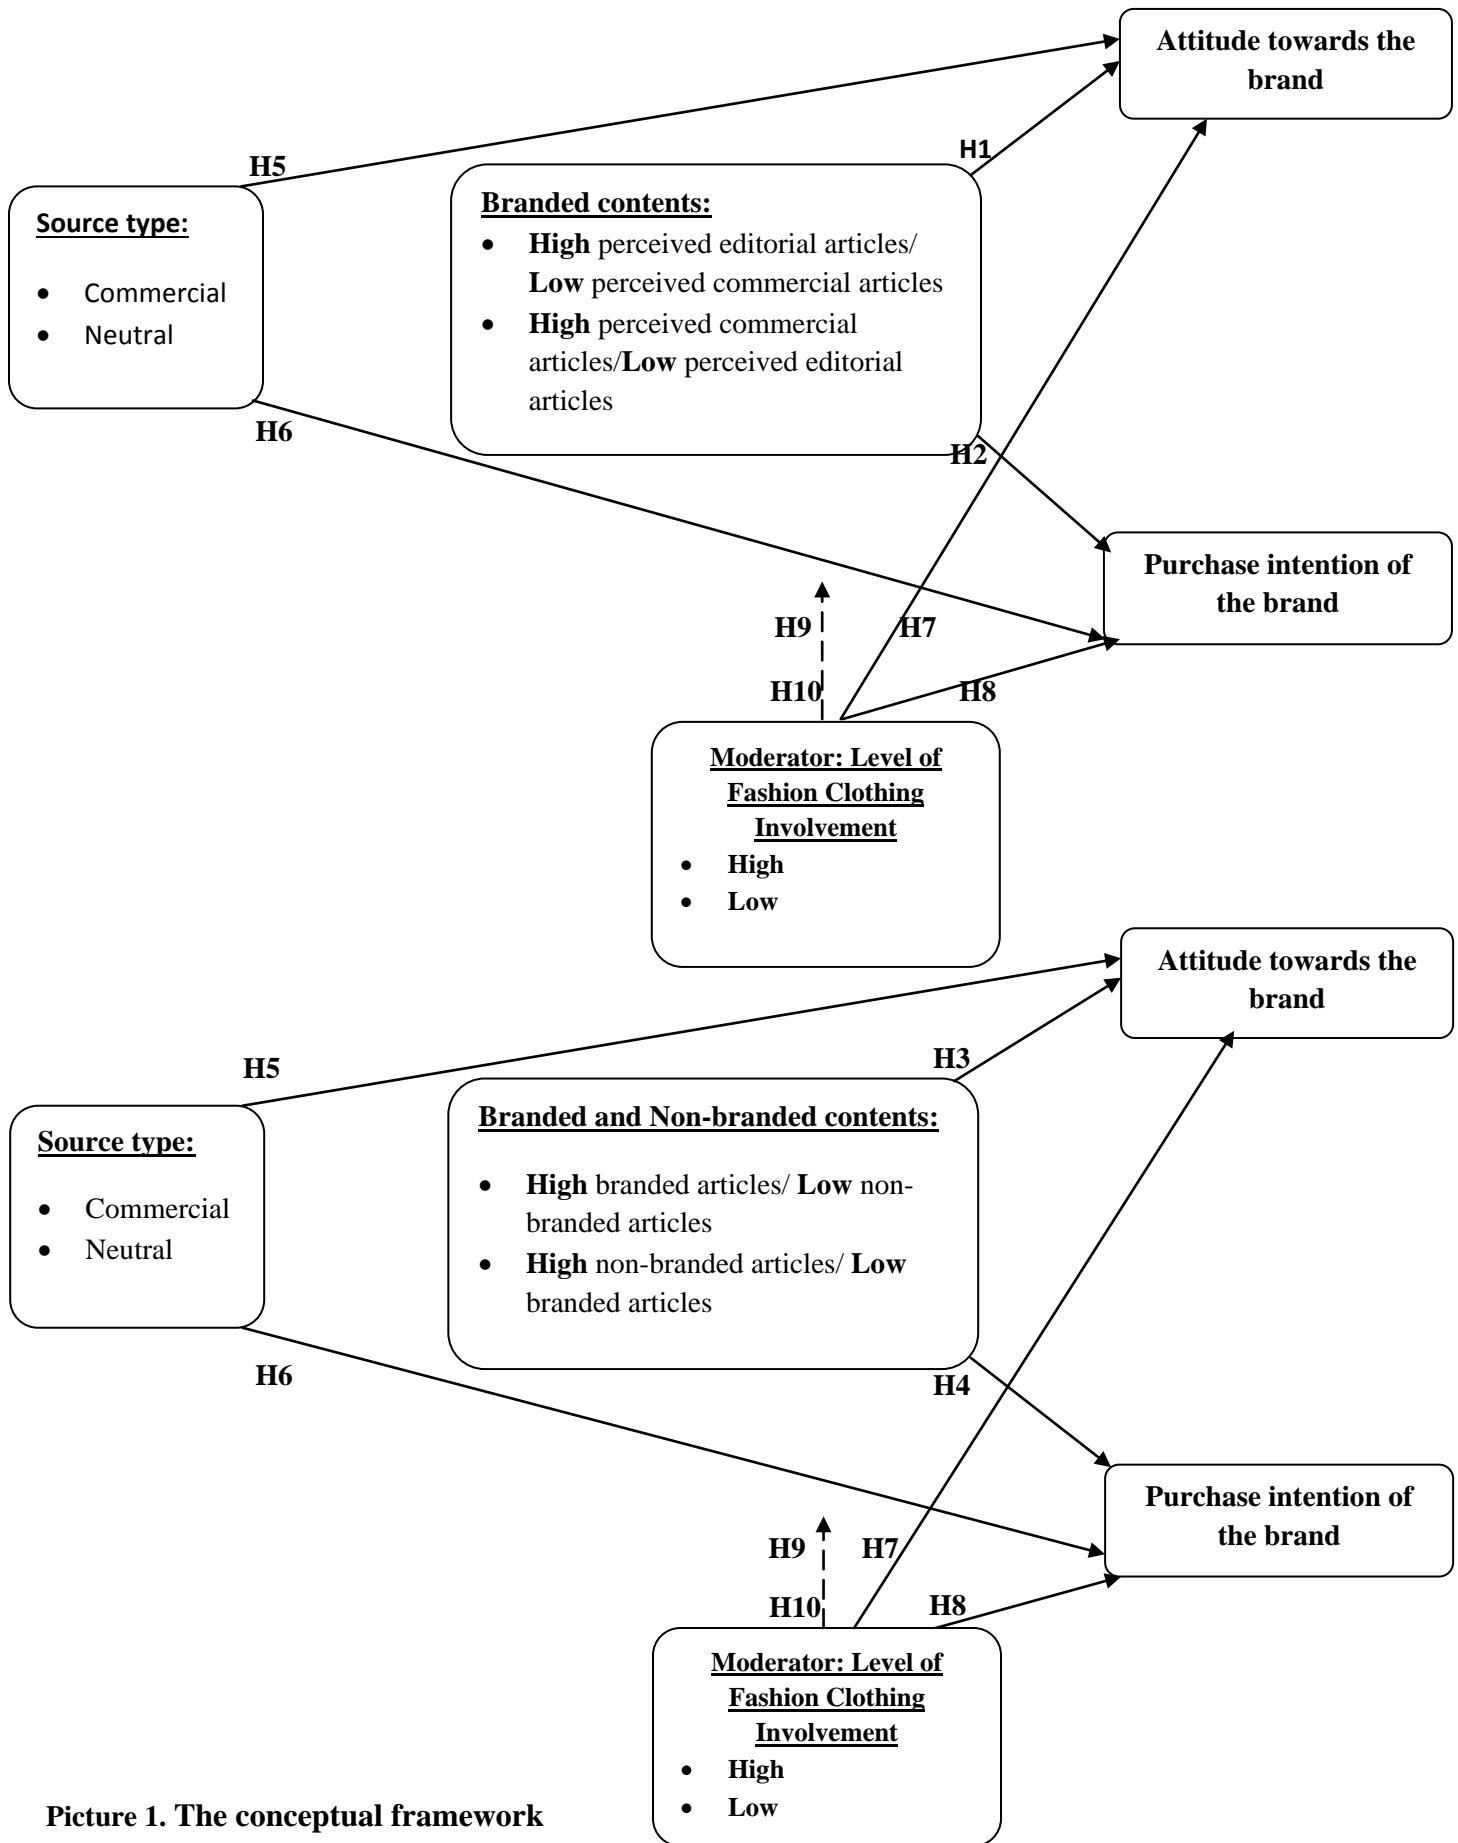 Attitude towards the
brand
H1
H5
Source type:
• Commercial
• Neutral
Branded contents:
• High perceived editorial articles/
Low perceived commercial articles
• High perceived commercial
articles/Low perceived editorial
articles
H6
H2
Purchase intention of
the brand
H9
H7
H10
H8
Moderator: Level of
Fashion Clothing
Involvement
• High
• Low
Attitude towards the
brand
H3
H5
Source type:
• Commercial
• Neutral
Branded and Non-branded contents:
• High branded articles/ Low non-
branded articles
• High non-branded articles/ Low
branded articles
H6
H4
Purchase intention of
the brand
H9
H7
H10
H8
Moderator: Level of
Fashion Clothing
Involvement
• High
• Low
Picture 1. The conceptual framework